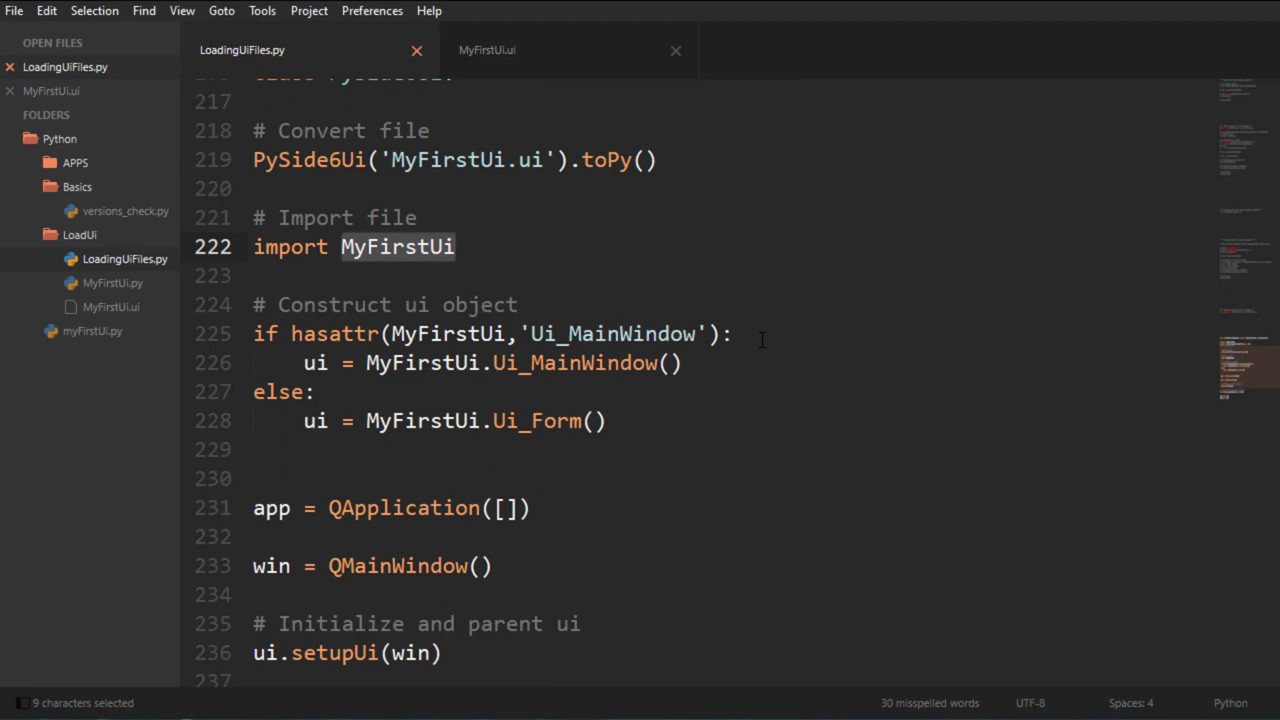 File Edit Selection Find View Goto Tools Project Preferences Help
OPEN FILES
LoadingUiFiles.py
MyFirstUi.ui
FOLDERS
Python
APPS
Basics
versions_check.py
LoadUi
LoadingUiFiles.py
MyFirstUi.py
MyFirstUi.ui
myFirstUi.py
LoadingUiFiles.py MyFirstUi.ui
217
218 # Convert file
219 PySide6Ui('MyFirstUi.ui').toPy()
220
221 # Import file
222 import MyFirstUi
223
224 # Construct ui object
225 if hasattr(MyFirstUi,'Ui_MainWindow'):
226 ui = MyFirstUi.Ui_MainWindow()
227 else:
228 ui = MyFirstUi.Ui_Form()
229
230
231 app = QApplication([])
232
233 win = QMainWindow()
234
235 # Initialize and parent ui
236 ui.setupUi(win)
237
9 characters selected 30 misspelled words UTF-8 Spaces: 4 Python